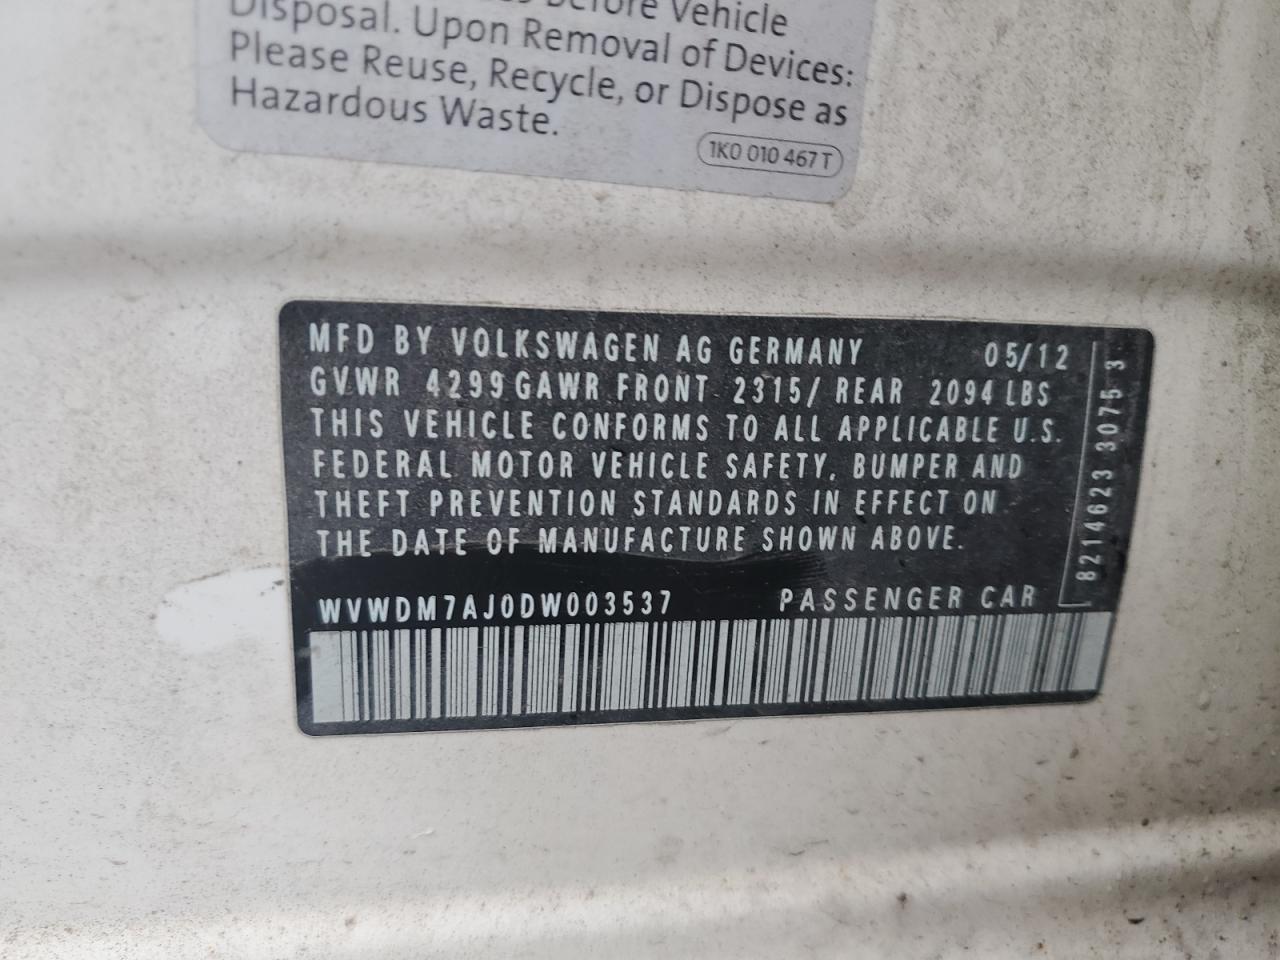 Before Vehicle
Disposal. Upon Removal of Devices:
Please Reuse, Recycle, or Dispose as
Hazardous Waste.
1K0 010 467 T
MFD BY VOLKSWAGEN AG GERMANY 05/12
GVWR 4299 GAWR FRONT 2315/ REAR 2094 LBS
THIS VEHICLE CONFORMS TO ALL APPLICABLE U.S.
FEDERAL MOTOR VEHICLE SAFETY, BUMPER AND
THEFT PREVENTION STANDARDS IN EFFECT ON
THE DATE OF MANUFACTURE SHOWN ABOVE.
WVWDM7AJ0DW003537 PASSENGER CAR
8214623 3075 3